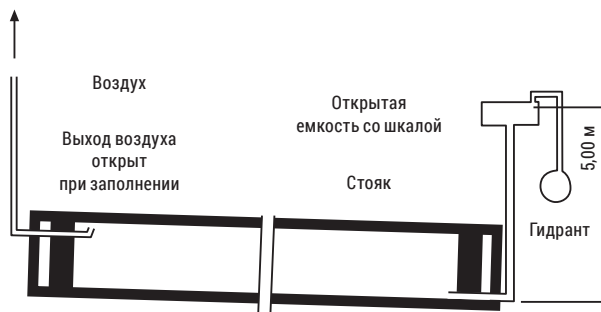 Воздух
Выход воздуха
открыт
при заполнении
Открытая
емкость со шкалой
Стояк
5,00 м
Гидрант